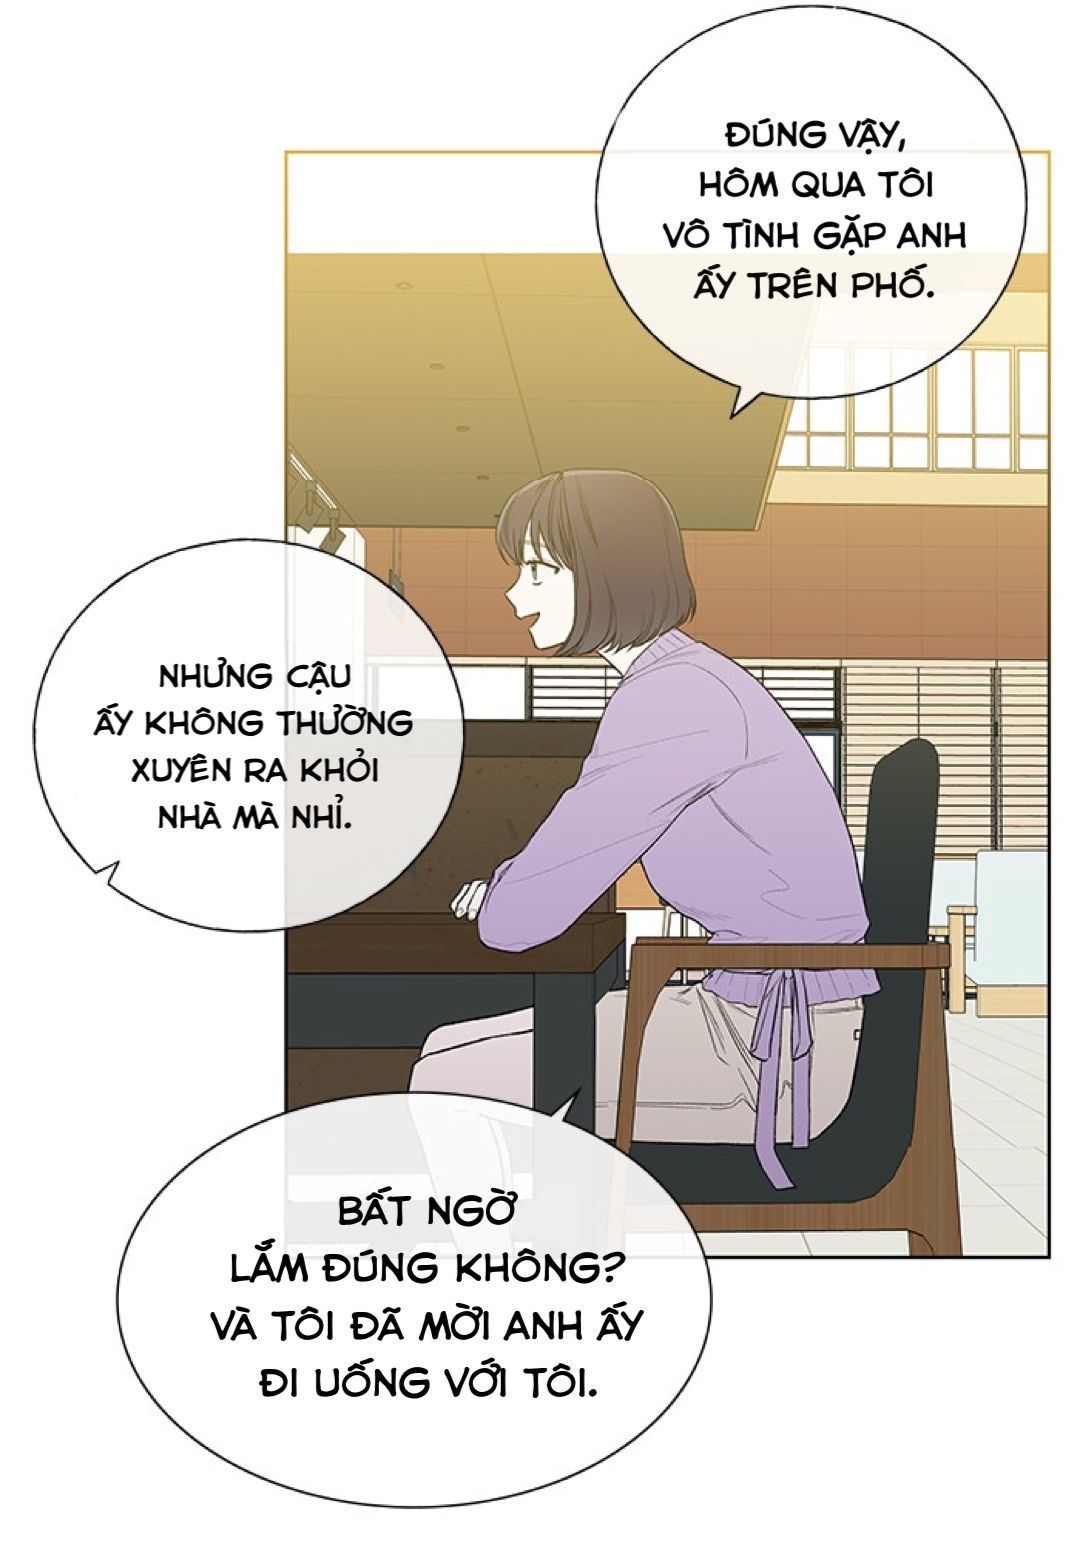 ĐÚNG VẬY,
HÔM QUA TÔI
VÔ TÌNH GẶP ANH
ẤY TRÊN PHỐ.
NHƯNG CẬU
ẤY KHÔNG THƯỜNG
XUYÊN RA KHỎI
NHÀ MÀ NHỈ.
BẤT NGỜ
LẮM ĐÚNG KHÔNG?
VÀ TÔI ĐÃ MỜI ANH ẤY
ĐI UỐNG VỚI TÔI.